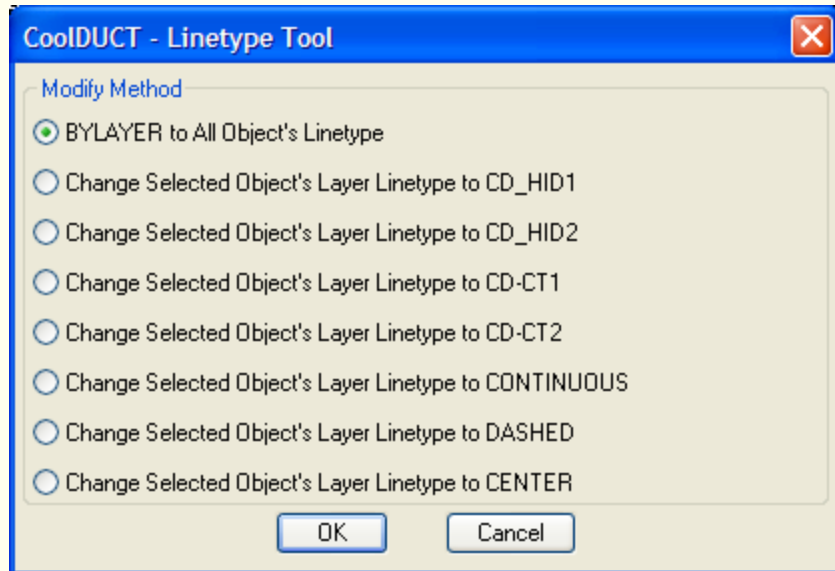 CoolDUCT - Linetype Tool
Modify Method
BYLAYER to All Object's Linetype
Change Selected Object's Layer Linetype to CD_HID1
Change Selected Object's Layer Linetype to CD_HID2
Change Selected Object's Layer Linetype to CD-CT1
Change Selected Object's Layer Linetype to CD-CT2
Change Selected Object's Layer Linetype to CONTINUOUS
Change Selected Object's Layer Linetype to DASHED
Change Selected Object's Layer Linetype to CENTER
OK Cancel